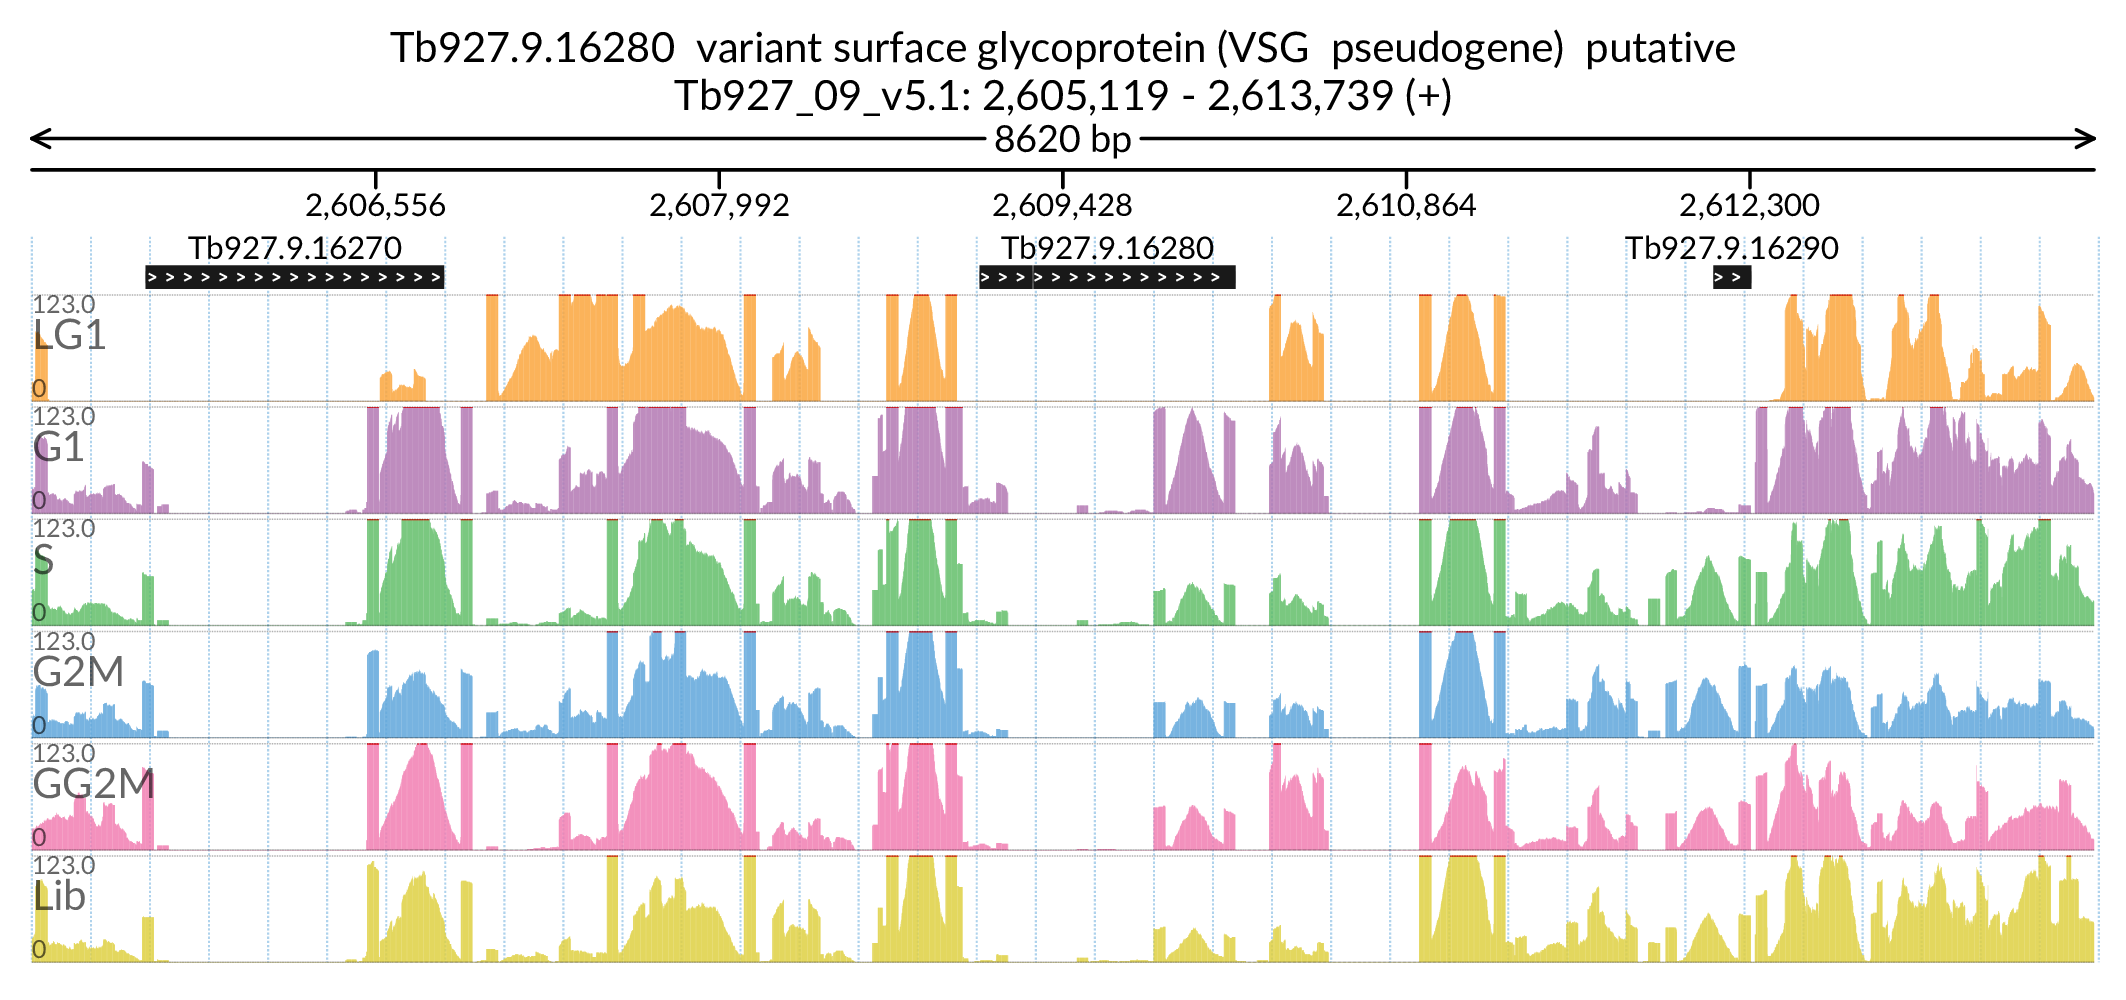 Tb927.9.16280  variant surface glycoprotein (VSG  pseudogene)  putative
Tb927_09_v5.1: 2,605,119 - 2,613,739 (+)
8620 bp
2,606,556 2,607,992 2,609,428 2,610,864 2,612,300
Tb927.9.16270 Tb927.9.16280 Tb927.9.16290
123.0
LG1
0
123.0
G1
0
123.0
S
0
123.0
G2M
0
123.0
GG2M
0
123.0
Lib
0